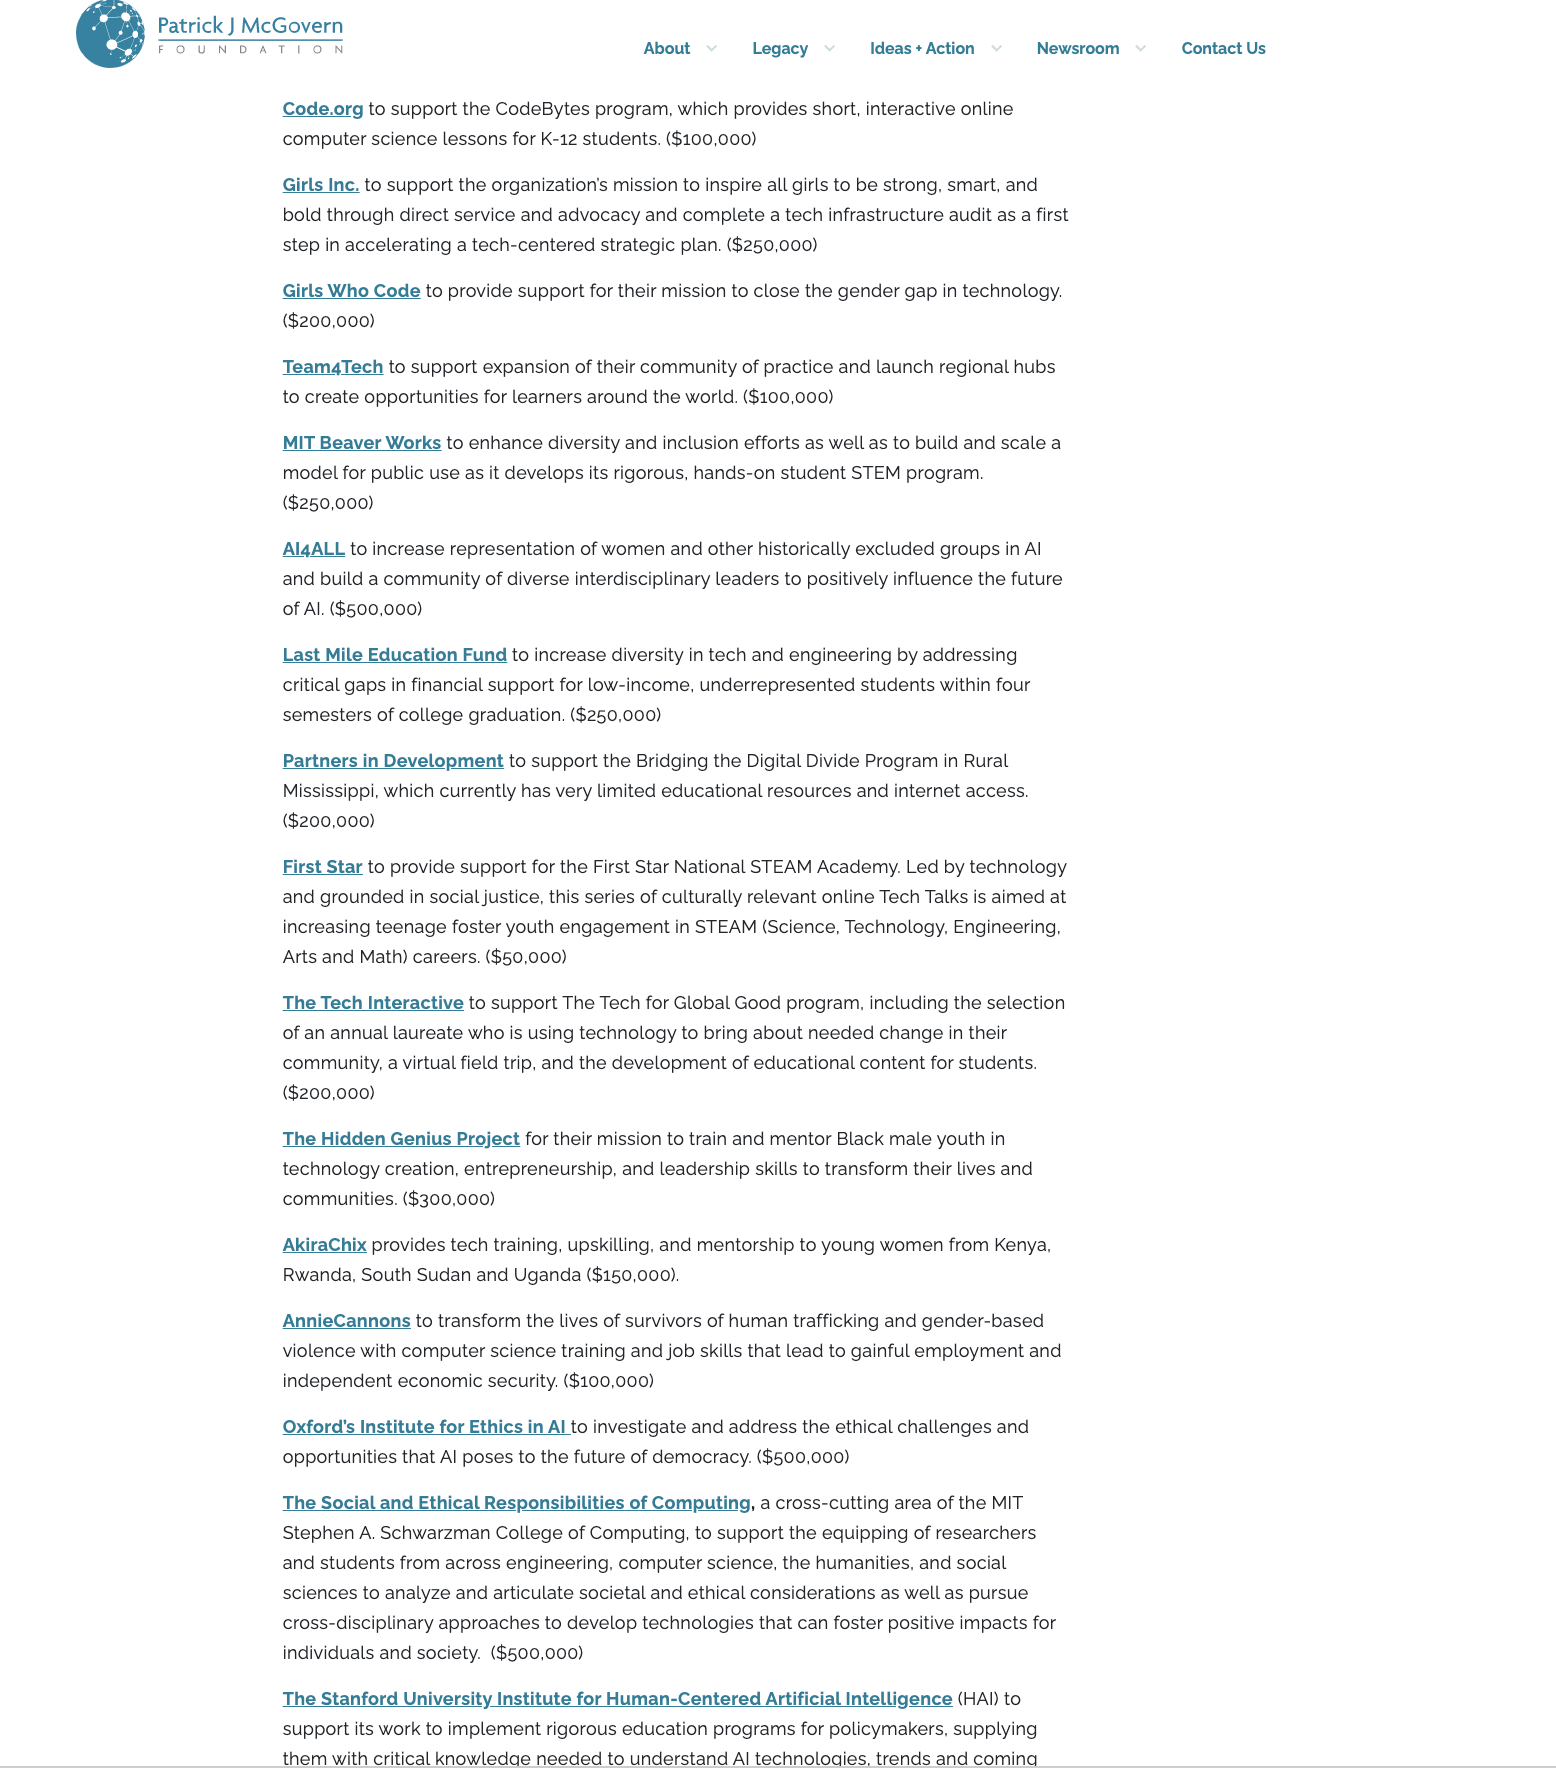 Patrick J McGovern
FOUNDATION
About
Legacy
Ideas + Action
Newsroom
Contact Us
Code.org to support the CodeBytes program, which provides short, interactive online
computer science lessons for K-12 students. ($100,000)
Girls Inc. to support the organization’s mission to inspire all girls to be strong, smart, and
bold through direct service and advocacy and complete a tech infrastructure audit as a first
step in accelerating a tech-centered strategic plan. ($250,000)
Girls Who Code to provide support for their mission to close the gender gap in technology.
($200,000)
Team4Tech to support expansion of their community of practice and launch regional hubs
to create opportunities for learners around the world. ($100,000)
MIT Beaver Works to enhance diversity and inclusion efforts as well as to build and scale a
model for public use as it develops its rigorous, hands-on student STEM program.
($250,000)
AI4ALL to increase representation of women and other historically excluded groups in AI
and build a community of diverse interdisciplinary leaders to positively influence the future
of AI. ($500,000)
Last Mile Education Fund to increase diversity in tech and engineering by addressing
critical gaps in financial support for low-income, underrepresented students within four
semesters of college graduation. ($250,000)
Partners in Development to support the Bridging the Digital Divide Program in Rural
Mississippi, which currently has very limited educational resources and internet access.
($200,000)
First Star to provide support for the First Star National STEAM Academy. Led by technology
and grounded in social justice, this series of culturally relevant online Tech Talks is aimed at
increasing teenage foster youth engagement in STEAM (Science, Technology, Engineering,
Arts and Math) careers. ($50,000)
The Tech Interactive to support The Tech for Global Good program, including the selection
of an annual laureate who is using technology to bring about needed change in their
community, a virtual field trip, and the development of educational content for students.
($200,000)
The Hidden Genius Project for their mission to train and mentor Black male youth in
technology creation, entrepreneurship, and leadership skills to transform their lives and
communities. ($300,000)
AkiraChix provides tech training, upskilling, and mentorship to young women from Kenya,
Rwanda, South Sudan and Uganda ($150,000).
AnnieCannons to transform the lives of survivors of human trafficking and gender-based
violence with computer science training and job skills that lead to gainful employment and
independent economic security. ($100,000)
Oxford’s Institute for Ethics in AI to investigate and address the ethical challenges and
opportunities that AI poses to the future of democracy. ($500,000)
The Social and Ethical Responsibilities of Computing, a cross-cutting area of the MIT
Stephen A. Schwarzman College of Computing, to support the equipping of researchers
and students from across engineering, computer science, the humanities, and social
sciences to analyze and articulate societal and ethical considerations as well as pursue
cross-disciplinary approaches to develop technologies that can foster positive impacts for
individuals and society.  ($500,000)
The Stanford University Institute for Human-Centered Artificial Intelligence (HAI) to
support its work to implement rigorous education programs for policymakers, supplying
them with critical knowledge needed to understand AI technologies, trends and coming